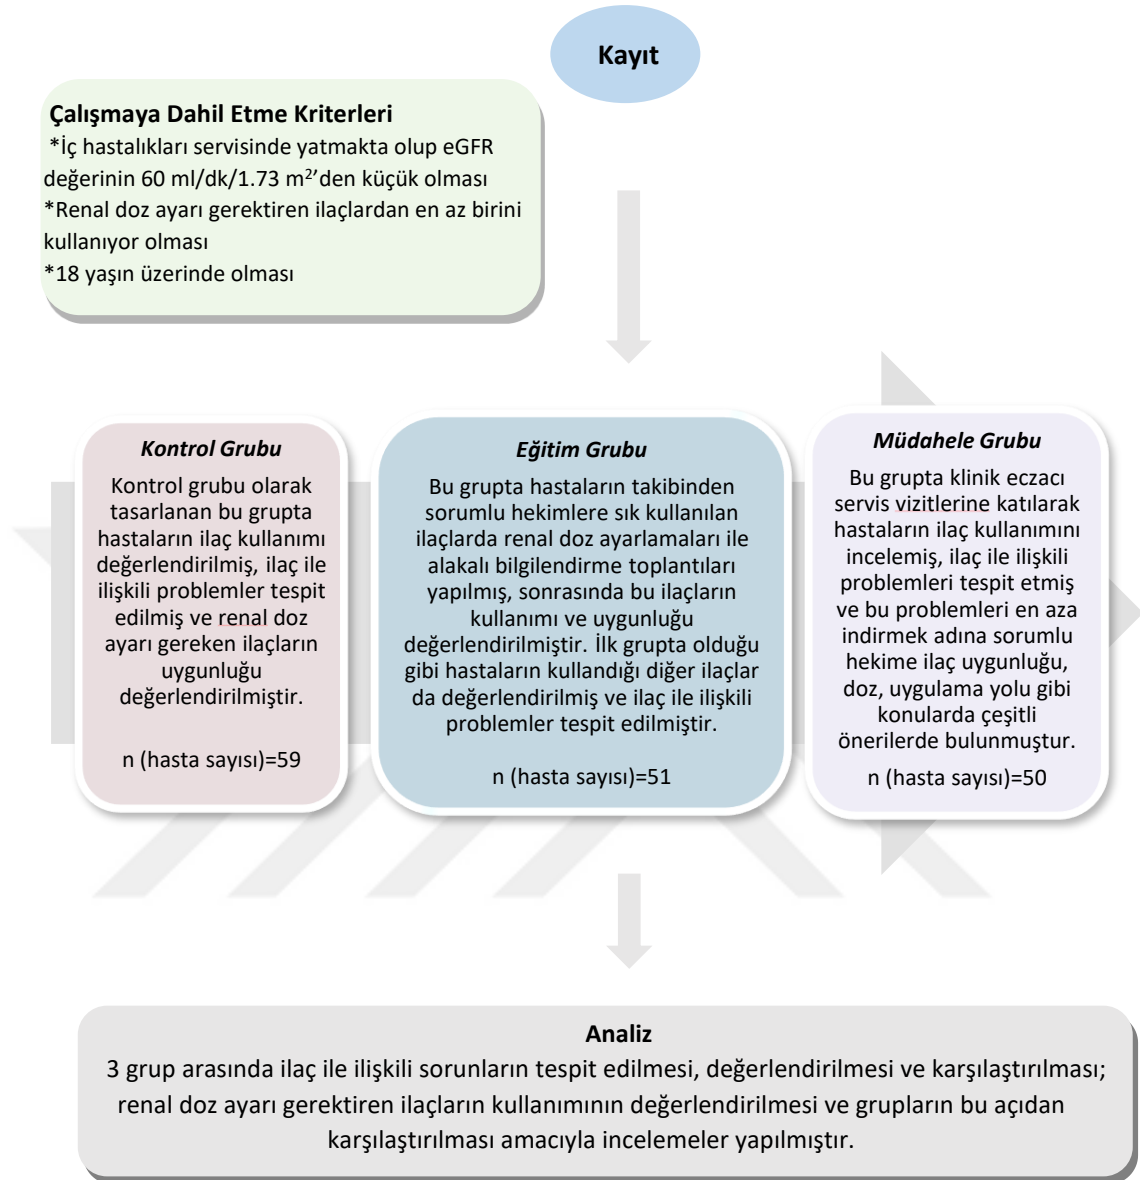 Kayıt
Çalışmaya Dahil Etme Kriterleri
*İç hastalıkları servisinde yatmakta olup eGFR
değerinin 60 ml/dk/1.73 m²'den küçük olması
*Renal doz ayarı gerektiren ilaçlardan en az birini
kullanıyor olması
*18 yaşın üzerinde olması
Kontrol Grubu
Kontrol grubu olarak
tasarlanan bu grupta
hastaların ilaç kullanımı
değerlendirilmiş, ilaç ile
ilişkili problemler tespit
edilmiş ve renal doz
ayarı gereken ilaçların
uygunluğu
değerlendirilmiştir.
n (hasta sayısı)=59
Eğitim Grubu
Bu grupta hastaların takibinden
sorumlu hekimlere sık kullanılan
ilaçlarda renal doz ayarlamaları ile
alakalı bilgilendirme toplantıları
yapılmış, sonrasında bu ilaçların
kullanımı ve uygunluğu
değerlendirilmiştir. İlk grupta olduğu
gibi hastaların kullandığı diğer ilaçlar
da değerlendirilmiş ve ilaç ile ilişkili
problemler tespit edilmiştir.
n (hasta sayısı)=51
Müdahele Grubu
Bu grupta klinik eczacı
servis vizitlerine katılarak
hastaların ilaç kullanımını
incelemiş, ilaç ile ilişkili
problemleri tespit etmiş
ve bu problemleri en aza
indirmek adına sorumlu
hekime ilaç uygunluğu,
doz, uygulama yolu gibi
konularda çeşitli
önerilerde bulunmuştur.
n (hasta sayısı)=50
Analiz
3 grup arasında ilaç ile ilişkili sorunların tespit edilmesi, değerlendirilmesi ve karşılaştırılması;
renal doz ayarı gerektiren ilaçların kullanımının değerlendirilmesi ve grupların bu açıdan
karşılaştırılması amacıyla incelemeler yapılmıştır.